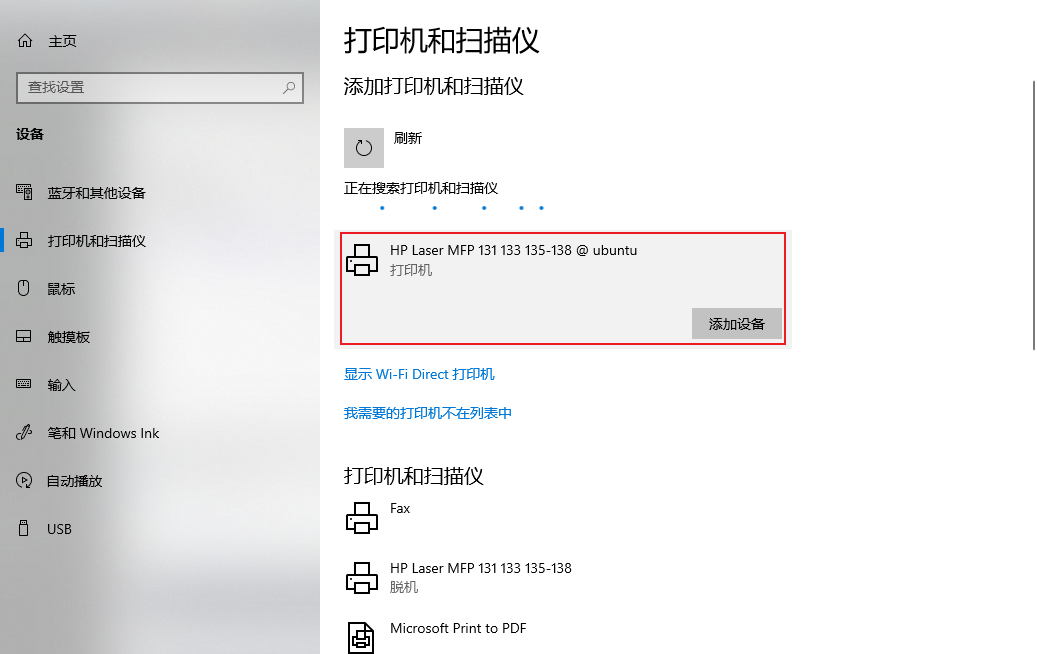 主页
查找设置
设备
蓝牙和其他设备
打印机和扫描仪
鼠标
触摸板
输入
笔和 Windows Ink
自动播放
USB
打印机和扫描仪
添加打印机和扫描仪
刷新
正在搜索打印机和扫描仪
HP Laser MFP 131 133 135-138 @ ubuntu
打印机
添加设备
显示 Wi-Fi Direct 打印机
我需要的打印机不在列表中
打印机和扫描仪
Fax
HP Laser MFP 131 133 135-138
脱机
Microsoft Print to PDF